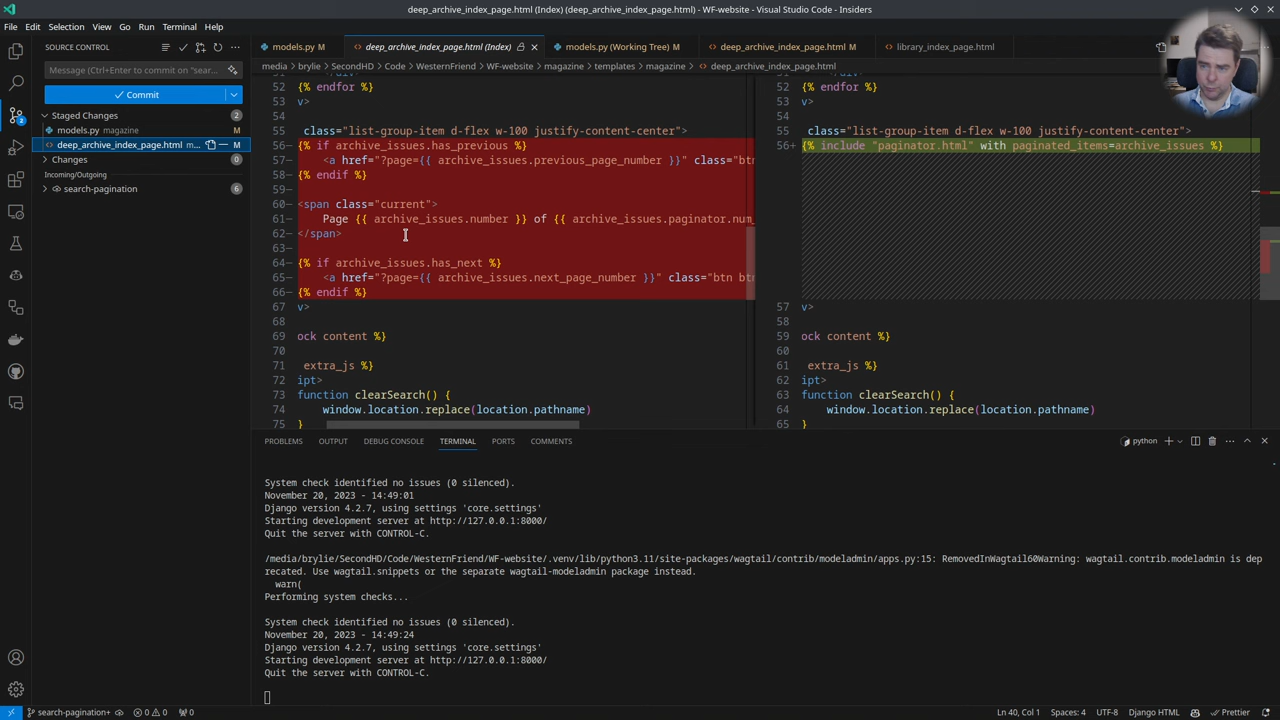 deep_archive_index_page.html (Index) (deep_archive_index_page.html) - WF-website - Visual Studio Code - Insiders
File Edit Selection View Go Run Terminal Help
SOURCE CONTROL
models.py M
deep_archive_index_page.html (Index)
models.py (Working Tree) M
deep_archive_index_page.html M
library_index_page.html
media > brylie > SecondHD > Code > WesternFriend > WF-website > magazine > templates > magazine > deep_archive_index_page.html
Message (Ctrl+Enter to commit on "sear...
Commit
Staged Changes 2
models.py magazine M
deep_archive_index_page.html m... M
Changes 0
Incoming/Outgoing
search-pagination 6
52 {% endfor %}
53 v>
54
55 class="list-group-item d-flex w-100 justify-content-center">
56− {% if archive_issues.has_previous %}
57− <a href="?page={{ archive_issues.previous_page_number }}" class="btn
58− {% endif %}
59−
60− <span class="current">
61− Page {{ archive_issues.number }} of {{ archive_issues.paginator.num_
62− </span>
63−
64− {% if archive_issues.has_next %}
65− <a href="?page={{ archive_issues.next_page_number }}" class="btn bt
66− {% endif %}
67 v>
68
69 ock content %}
70
71 extra_js %}
72 ipt>
73 function clearSearch() {
74 window.location.replace(location.pathname)
75 }
52 {% endfor %}
53 v>
54
55 class="list-group-item d-flex w-100 justify-content-center">
56+ {% include "paginator.html" with paginated_items=archive_issues %}
57 v>
58
59 ock content %}
60
61 extra_js %}
62 ipt>
63 function clearSearch() {
64 window.location.replace(location.pathname)
65 }
PROBLEMS OUTPUT DEBUG CONSOLE TERMINAL PORTS COMMENTS
python
System check identified no issues (0 silenced).
November 20, 2023 - 14:49:01
Django version 4.2.7, using settings 'core.settings'
Starting development server at http://127.0.0.1:8000/
Quit the server with CONTROL-C.
/media/brylie/SecondHD/Code/WesternFriend/WF-website/.venv/lib/python3.11/site-packages/wagtail/contrib/modeladmin/apps.py:15: RemovedInWagtail60Warning: wagtail.contrib.modeladmin is dep
recated. Use wagtail.snippets or the separate wagtail-modeladmin package instead.
warn(
Performing system checks...
System check identified no issues (0 silenced).
November 20, 2023 - 14:49:24
Django version 4.2.7, using settings 'core.settings'
Starting development server at http://127.0.0.1:8000/
Quit the server with CONTROL-C.
search-pagination+ 0 0 0 Ln 40, Col 1 Spaces: 4 UTF-8 LF Django HTML Prettier